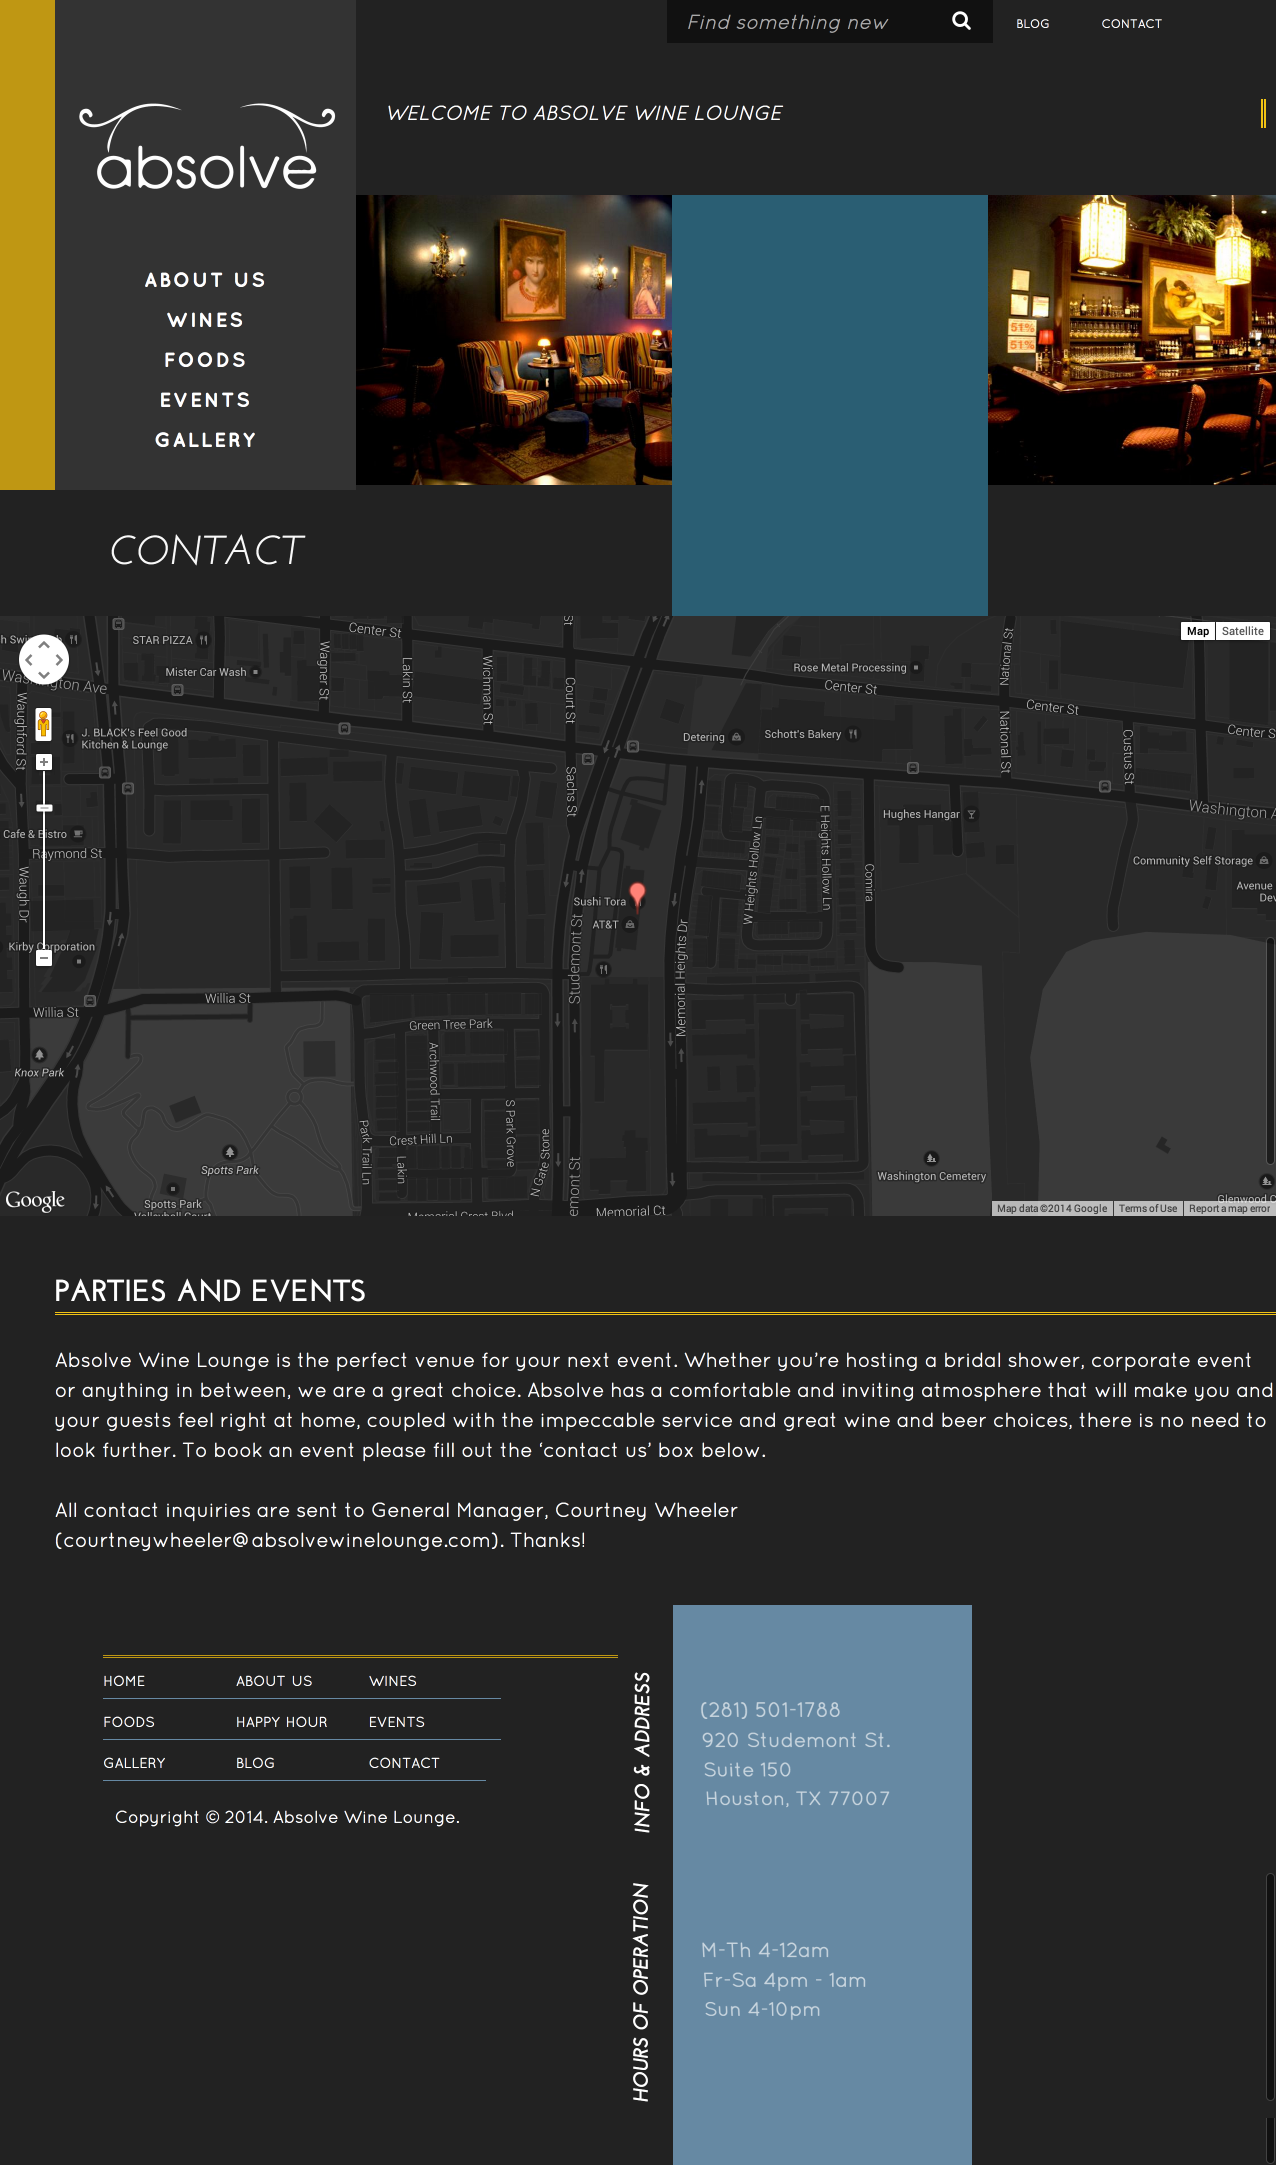 Find something new
BLOG
CONTACT
WELCOME TO ABSOLVE WINE LOUNGE
absolve
ABOUT US
WINES
FOODS
EVENTS
GALLERY
51%
51%
CONTACT
Center St
STAR PIZZA
Mister Car Wash
Wagner St
Lakin St
Wichman St
Court St
Rose Metal Processing
Center St
National St
Map
Satellite
Waughford St
J. BLACK's Feel Good
Kitchen & Lounge
Detering
Schott's Bakery
National St
Center St
Custus St
Center S
Sachs St
Washington A
Hughes Hangar
E Heights Hollow Ln
W Heights Hollow Ln
Raymond St
Waugh Dr
Comira
Community Self Storage
Avenue
Dev
Sushi Tora
AT&T
Studemont St
Memorial Heights Dr
Willia St
Willia St
Green Tree Park
Archwood Trail
Knox Park
S Park Grove
Crest Hill Ln
Park Trail Ln
Lakin
N Gate Stone
emont St
Spotts Park
Spotts Park
Washington Cemetery
Memorial Ct
Google
Map data ©2014 Google
Terms of Use
Report a map error
PARTIES AND EVENTS
Absolve Wine Lounge is the perfect venue for your next event. Whether you’re hosting a bridal shower, corporate event
or anything in between, we are a great choice. Absolve has a comfortable and inviting atmosphere that will make you and
your guests feel right at home, coupled with the impeccable service and great wine and beer choices, there is no need to
look further. To book an event please fill out the ‘contact us’ box below.
All contact inquiries are sent to General Manager, Courtney Wheeler
(courtneywheeler@absolvewinelounge.com). Thanks!
HOME
ABOUT US
WINES
FOODS
HAPPY HOUR
EVENTS
GALLERY
BLOG
CONTACT
Copyright © 2014. Absolve Wine Lounge.
INFO & ADDRESS
(281) 501-1788
920 Studemont St.
Suite 150
Houston, TX 77007
HOURS OF OPERATION
M-Th 4-12am
Fr-Sa 4pm - 1am
Sun 4-10pm